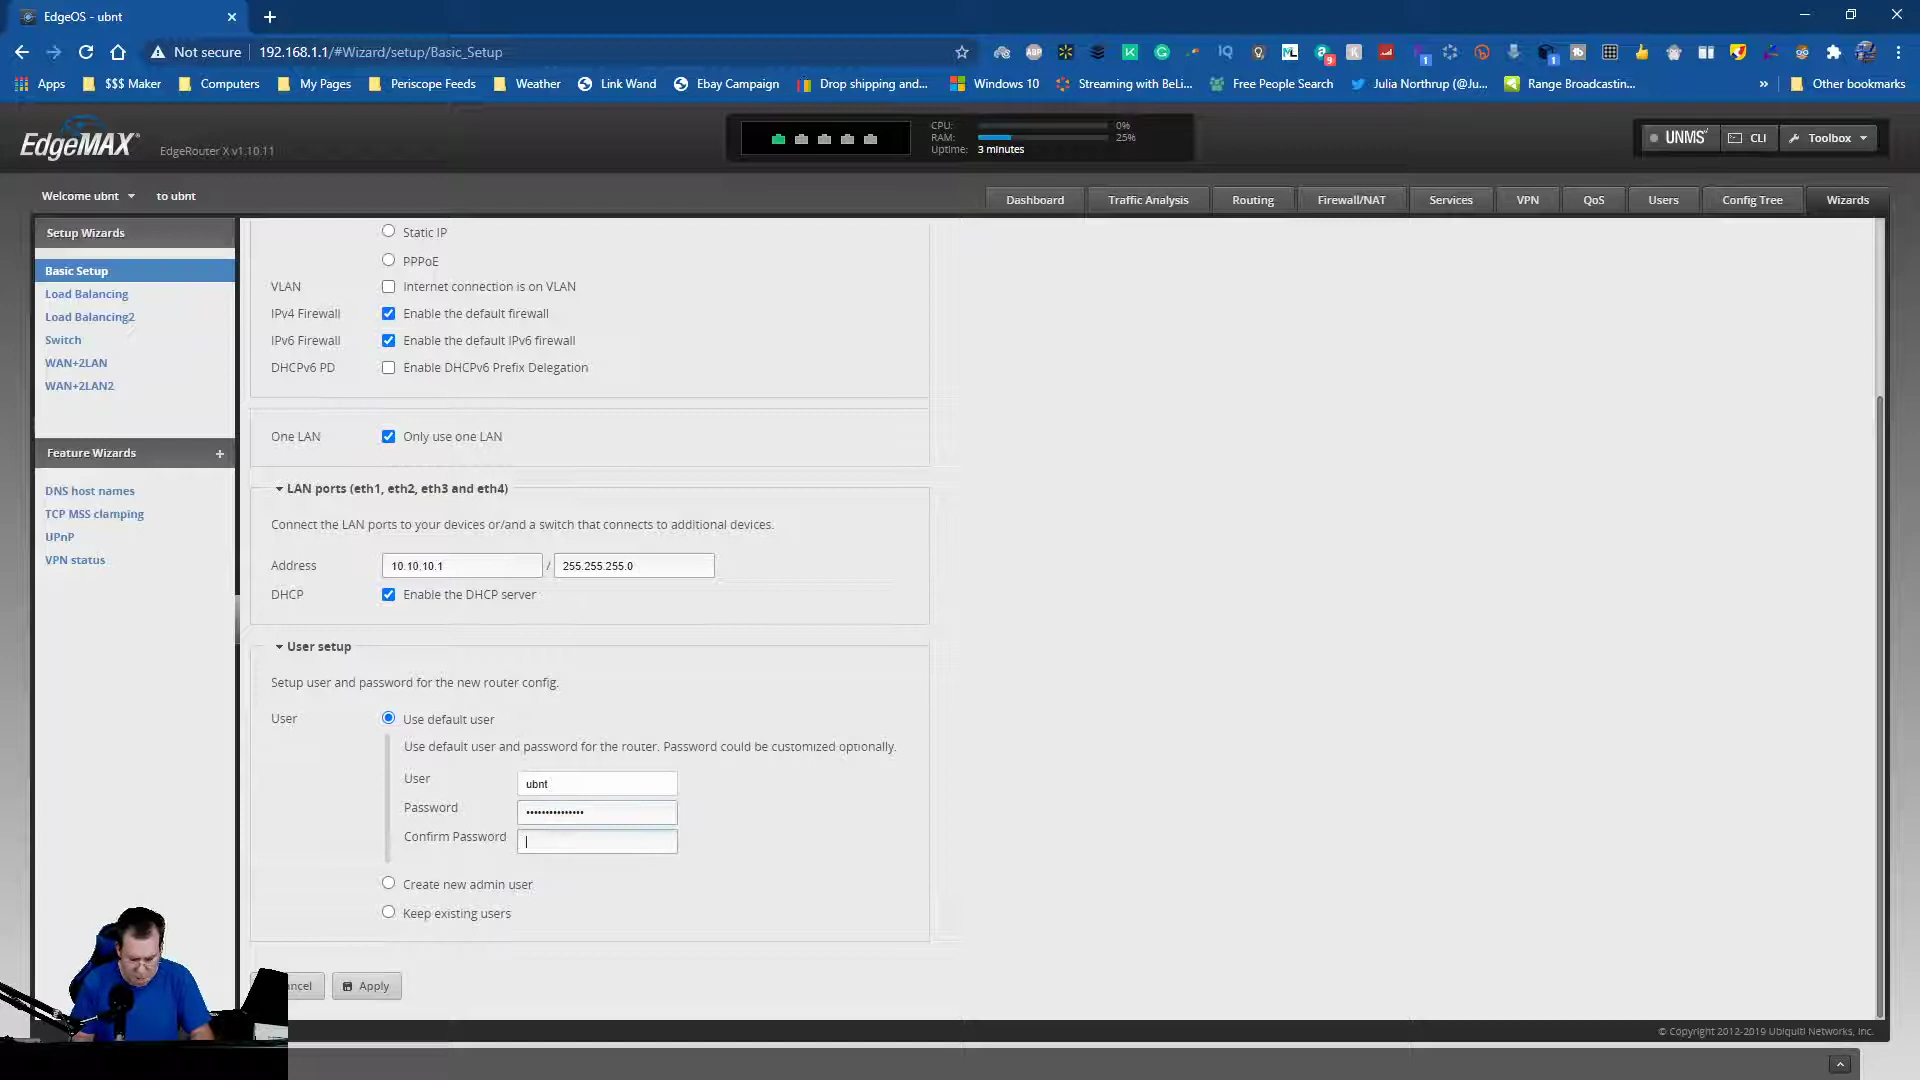 EdgeOS - ubnt
Not secure 192.168.1.1/#Wizard/setup/Basic_Setup
Apps $$$ Maker Computers My Pages Periscope Feeds Weather Link Wand Ebay Campaign Drop shipping and... Windows 10 Streaming with BeLi... Free People Search Julia Northrup (@Ju... Range Broadcastin... » Other bookmarks
EdgeMAX EdgeRouter X v1.10.11
CPU: 0%
RAM: 25%
Uptime: 3 minutes
UNMS CLI Toolbox
Welcome ubnt to ubnt
Dashboard Traffic Analysis Routing Firewall/NAT Services VPN QoS Users Config Tree Wizards
Setup Wizards
Basic Setup
Load Balancing
Load Balancing2
Switch
WAN+2LAN
WAN+2LAN2
Feature Wizards +
DNS host names
TCP MSS clamping
UPnP
VPN status
Static IP
PPPoE
VLAN Internet connection is on VLAN
IPv4 Firewall Enable the default firewall
IPv6 Firewall Enable the default IPv6 firewall
DHCPv6 PD Enable DHCPv6 Prefix Delegation
One LAN Only use one LAN
LAN ports (eth1, eth2, eth3 and eth4)
Connect the LAN ports to your devices or/and a switch that connects to additional devices.
Address 10.10.10.1 / 255.255.255.0
DHCP Enable the DHCP server
User setup
Setup user and password for the new router config.
User Use default user
Use default user and password for the router. Password could be customized optionally.
User ubnt
Password
Confirm Password
Create new admin user
Keep existing users
Apply
© Copyright 2012-2019 Ubiquiti Networks, Inc.